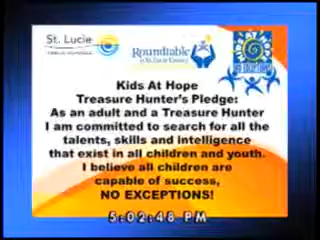 St. Lucie
Roundtable
of St. Lucie County
NO EXCEPTIONS
Kids At Hope
Treasure Hunter's Pledge:
As an adult and a Treasure Hunter
I am committed to search for all the
talents, skills and intelligence
that exist in all children and youth.
I believe all children are
capable of success,
NO EXCEPTIONS!
5:02:48 PM